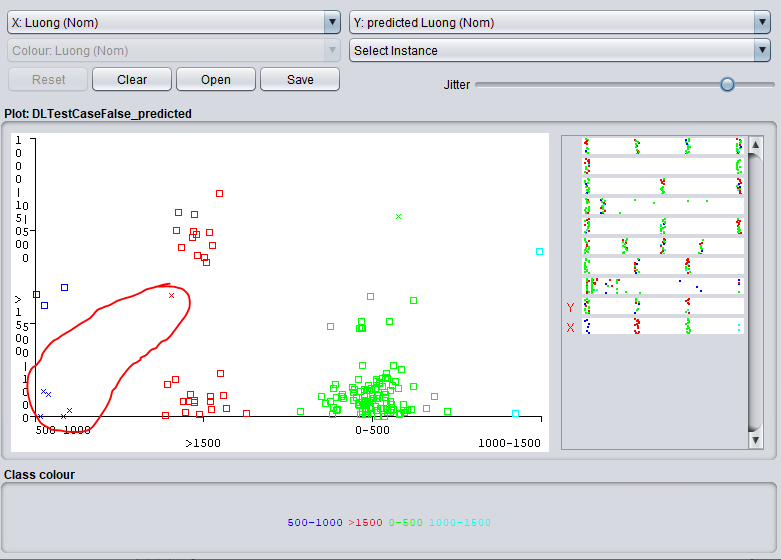 X: Luong (Nom)
Y: predicted Luong (Nom)
Colour: Luong (Nom)
Select Instance
Reset
Clear
Open
Save
Jitter
Plot: DLTestCaseFalse_predicted
500-1000
>1500
0-500
1000-1500
Y
X
Class colour
500-1000 >1500 0-500 1000-1500